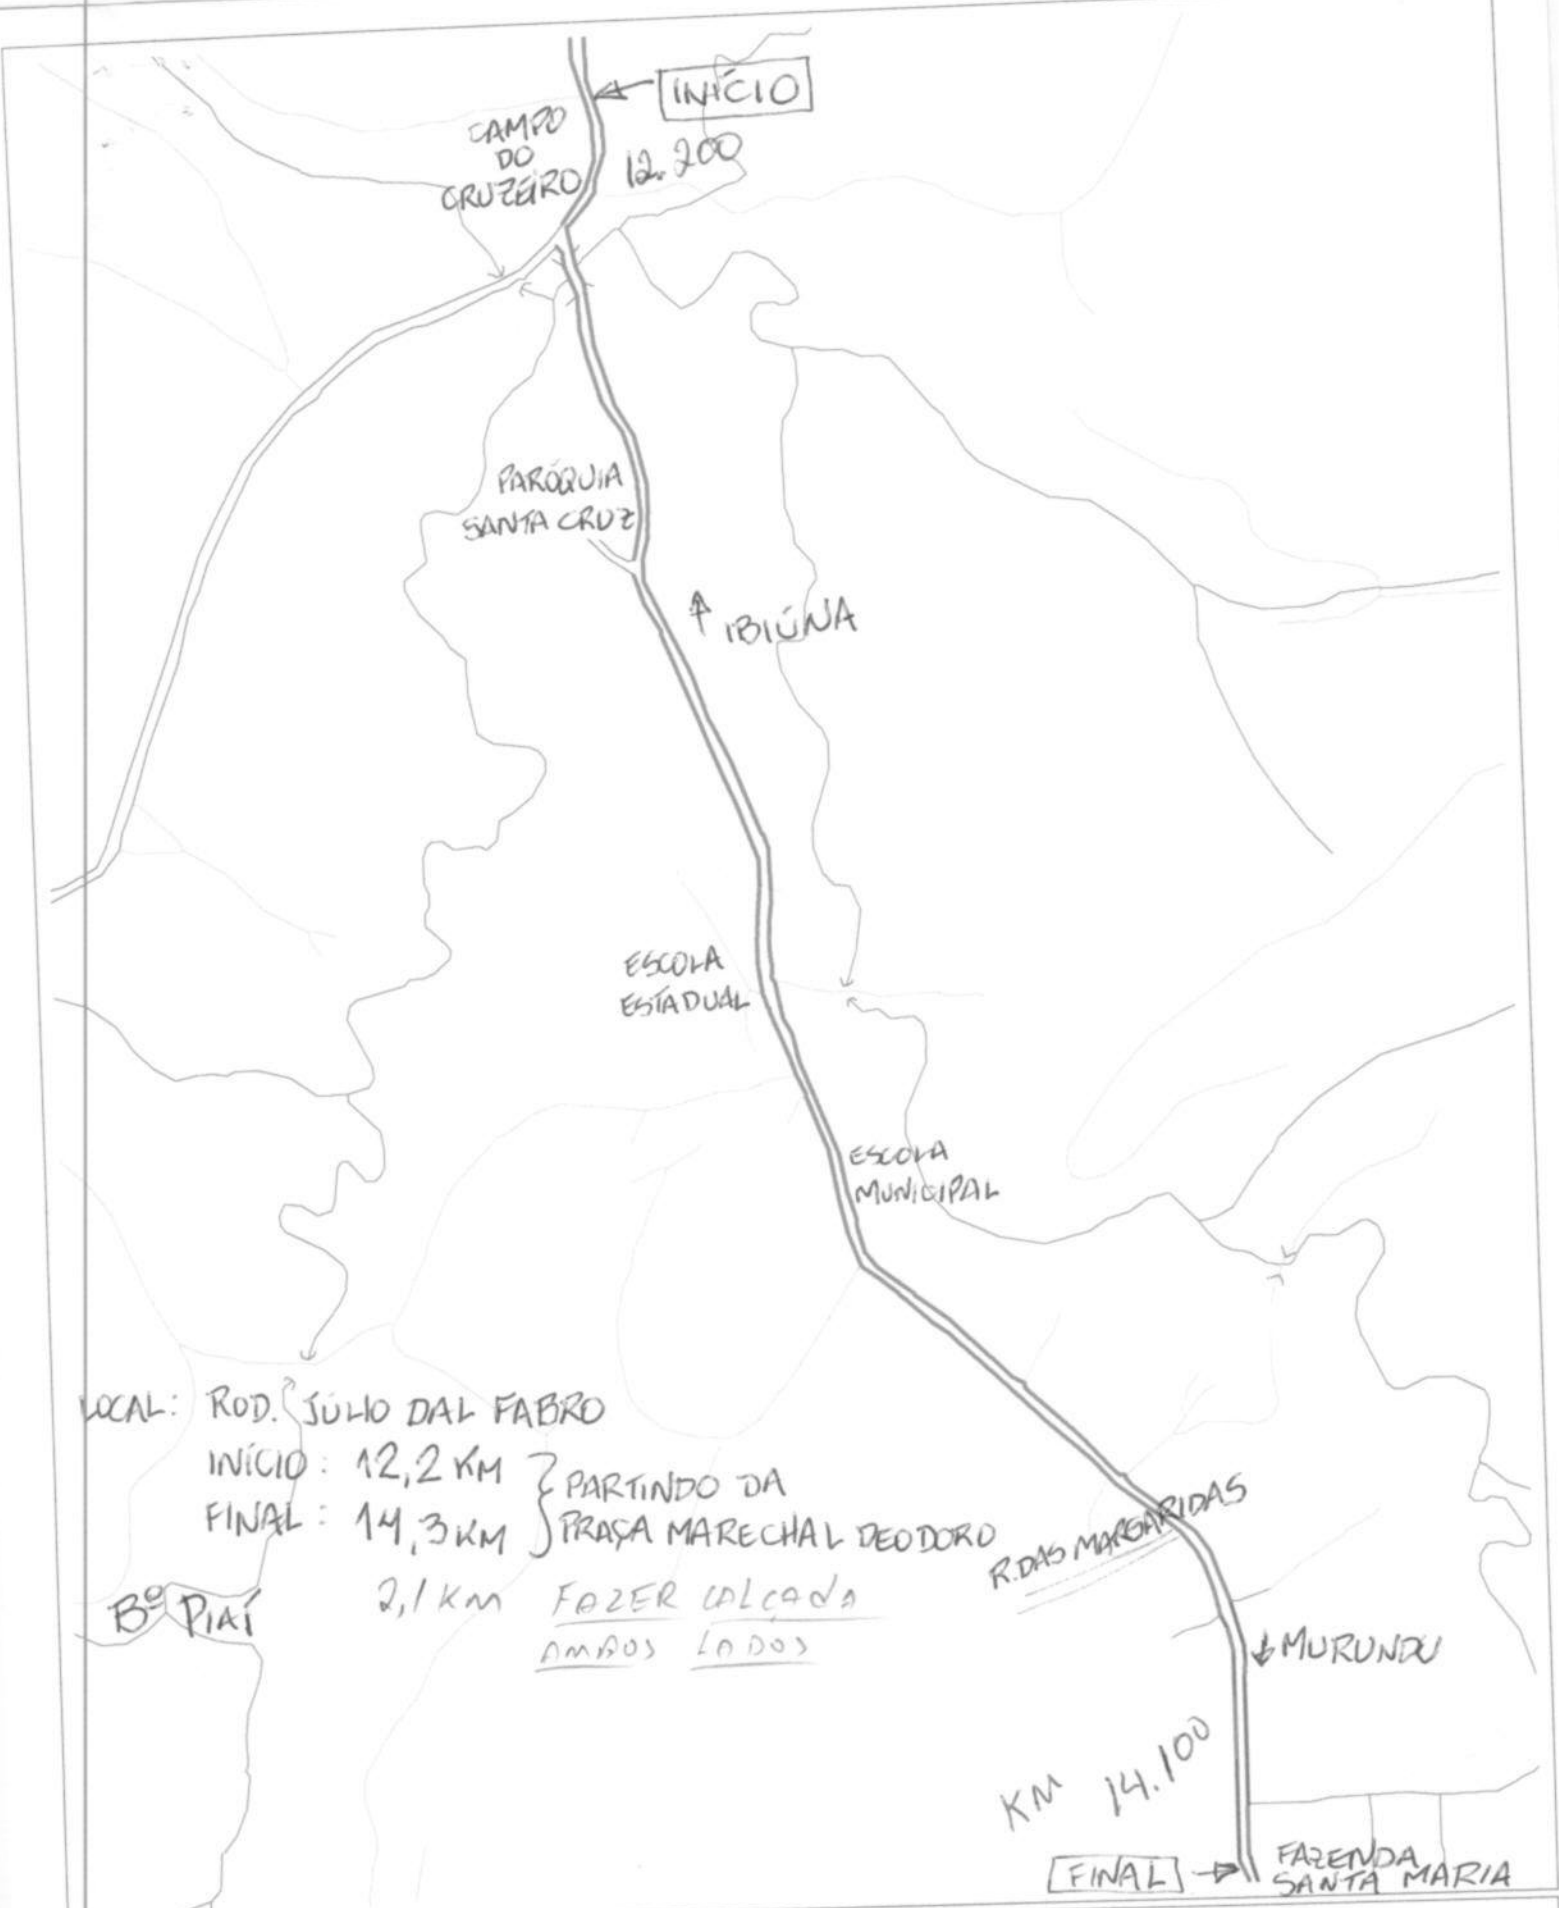 INÍCIO
CAMPO
DO
CRUZEIRO
12.200
PARÓQUIA
SANTA CRUZ
IBIÚNA
ESCOLA
ESTADUAL
ESCOLA
MUNICIPAL
LOCAL: ROD. JÚLIO DAL FABRO
INÍCIO: 12,2 KM
FINAL: 14,3 KM
PARTINDO DA
PRAÇA MARECHAL DEODORO
2,1 KM FAZER CALÇADA
AMBOS LADOS
Bº PIAÍ
R. DAS MARGARIDAS
MURUNDU
KM 14.100
FINAL
FAZENDA
SANTA MARIA